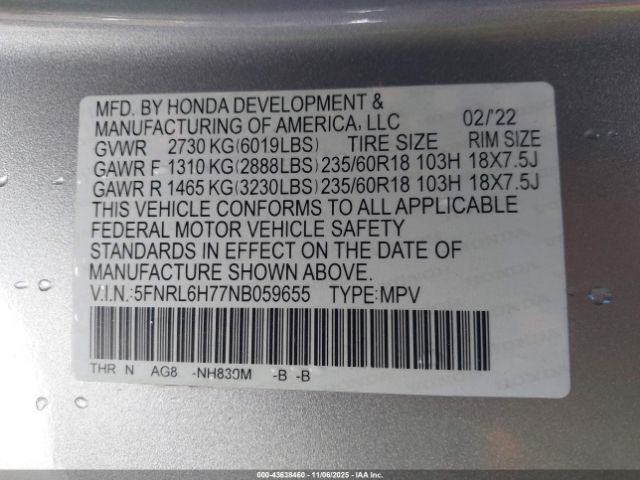 MFD. BY HONDA DEVELOPMENT &
MANUFACTURING OF AMERICA, LLC 02/'22
GVWR 2730 KG(6019LBS) TIRE SIZE RIM SIZE
GAWR F 1310 KG(2888LBS) 235/60R18 103H 18X7.5J
GAWR R 1465 KG(3230LBS) 235/60R18 103H 18X7.5J
THIS VEHICLE CONFORMS TO ALL APPLICABLE
FEDERAL MOTOR VEHICLE SAFETY
STANDARDS IN EFFECT ON THE DATE OF
MANUFACTURE SHOWN ABOVE.
V.I.N.:5FNRL6H77NB059655 TYPE:MPV
THR N AG8 -NH830M -B -B
000-43638460 - 11/06/2025 - IAA Inc.